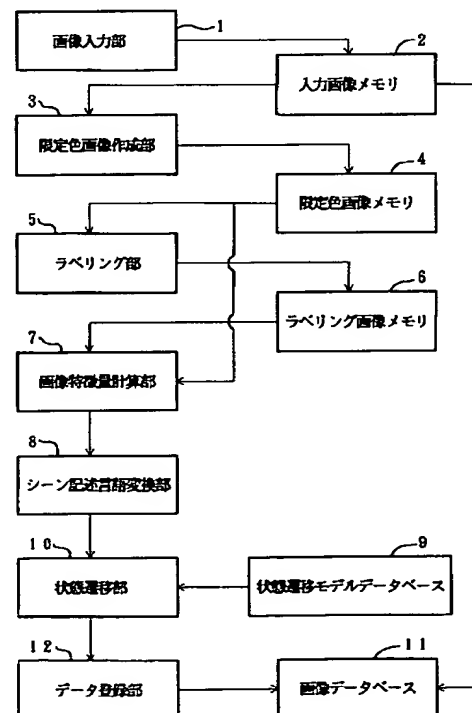 1
画像入力部
2
入力画像メモリ
3
限定色画像作成部
4
限定色画像メモリ
5
ラベリング部
6
ラベリング画像メモリ
7
画像特徴量計算部
8
シーン記述言語変換部
10
状態遷移部
9
状態遷移モデルデータベース
12
データ登録部
11
画像データベース